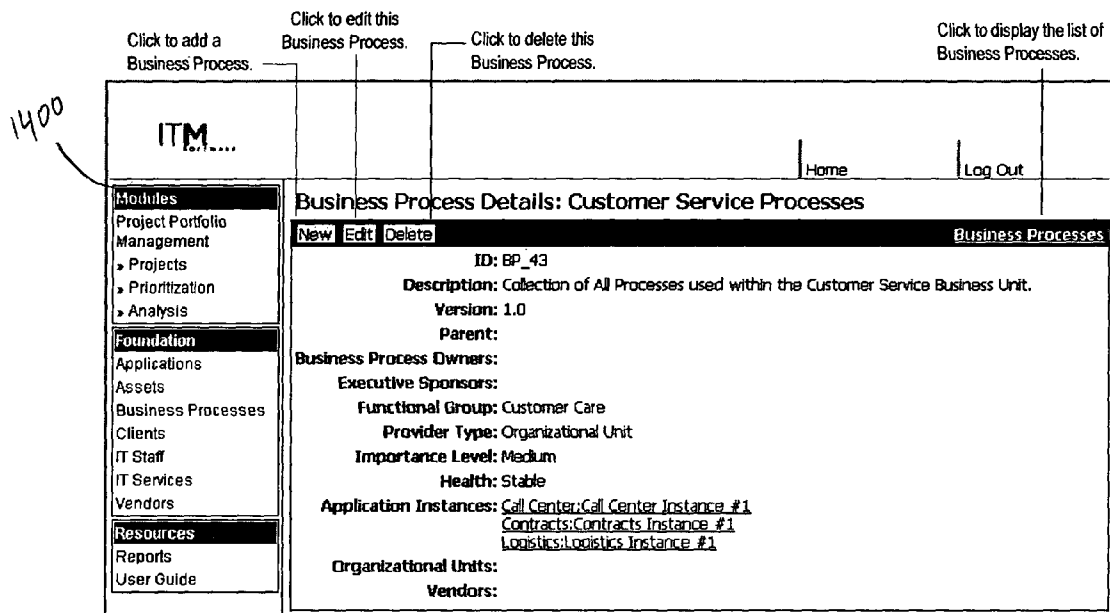 Click to add a
Business Process.
Click to edit this
Business Process.
Click to delete this
Business Process.
Click to display the list of
Business Processes.
1400
ITM
Software
Home
Log Out
Modules
Project Portfolio
Management
» Projects
» Prioritization
» Analysis
Foundation
Applications
Assets
Business Processes
Clients
IT Staff
IT Services
Vendors
Resources
Reports
User Guide
Business Process Details: Customer Service Processes
New Edit Delete
Business Processes
ID: BP_43
Description: Collection of All Processes used within the Customer Service Business Unit.
Version: 1.0
Parent:
Business Process Owners:
Executive Sponsors:
Functional Group: Customer Care
Provider Type: Organizational Unit
Importance Level: Medium
Health: Stable
Application Instances: Call Center:Call Center Instance #1
Contracts:Contracts Instance #1
Logistics:Logistics Instance #1
Organizational Units:
Vendors: